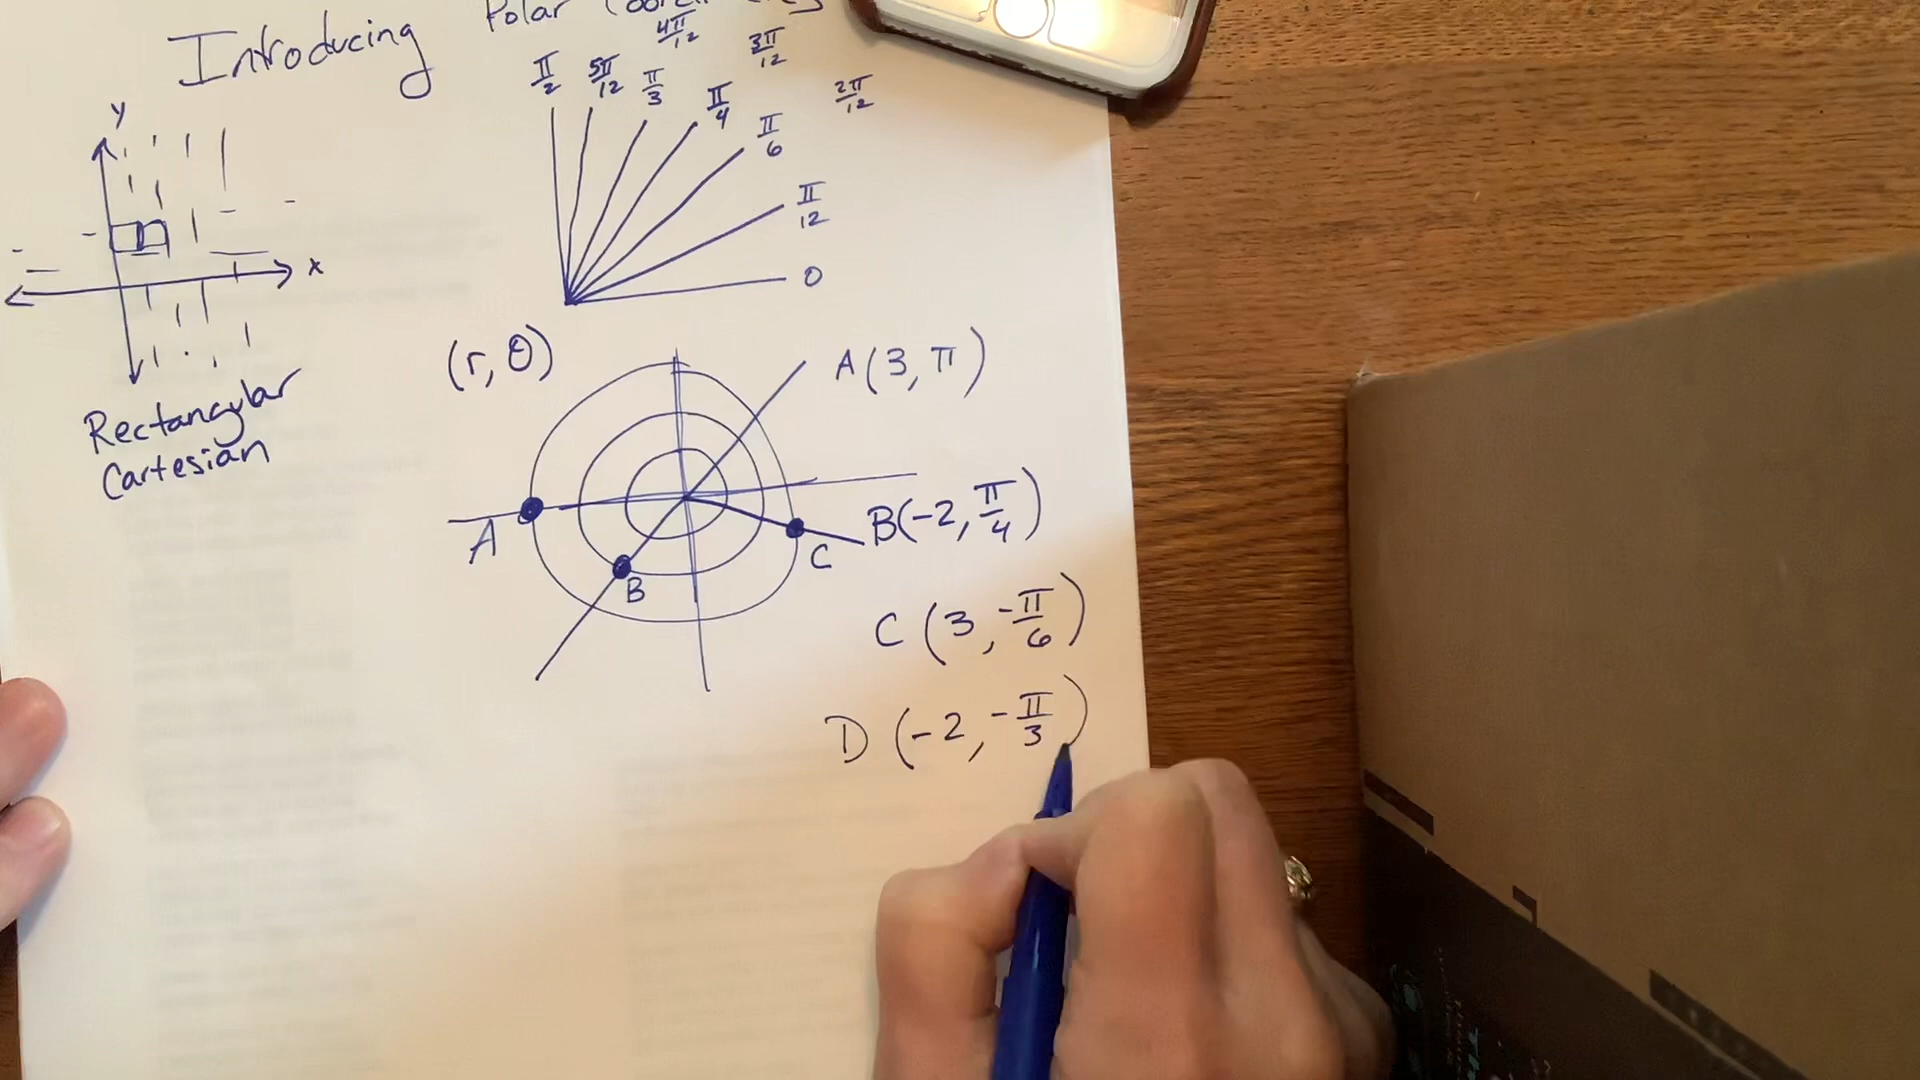 Introducing Polar
π/2 5π/12 π/3 4π/12 π/4 3π/12 π/6 2π/12
π/12
0
y
x
Rectangular
Cartesian
(r, θ)
A (3, π)
A
B
C
B(-2, π/4)
C (3, -π/6)
D (-2, -π/3)